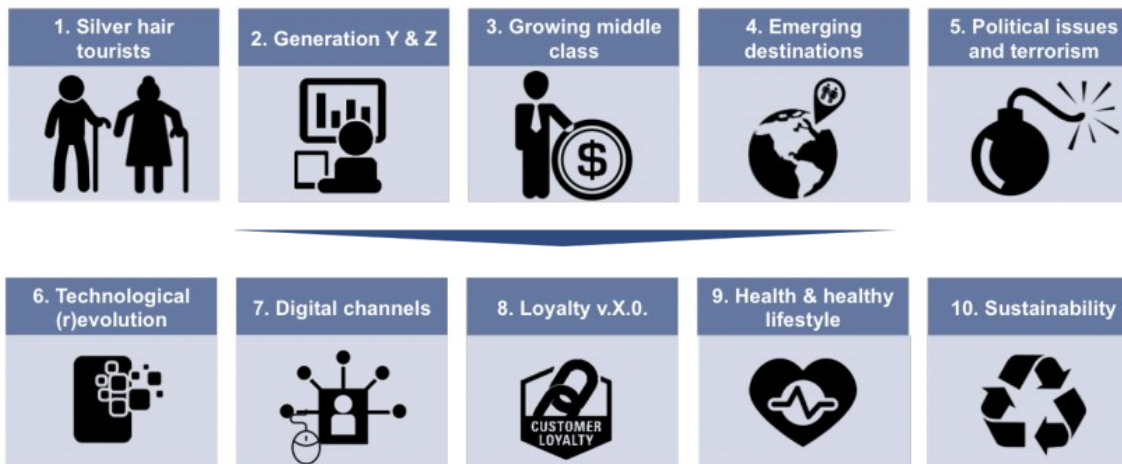 1. Silver hair
tourists
2. Generation Y & Z
3. Growing middle
class
4. Emerging
destinations
5. Political issues
and terrorism
$
6. Technological
(r)evolution
7. Digital channels
8. Loyalty v.X.0.
9. Health & healthy
lifestyle
10. Sustainability
CUSTOMER
LOYALTY